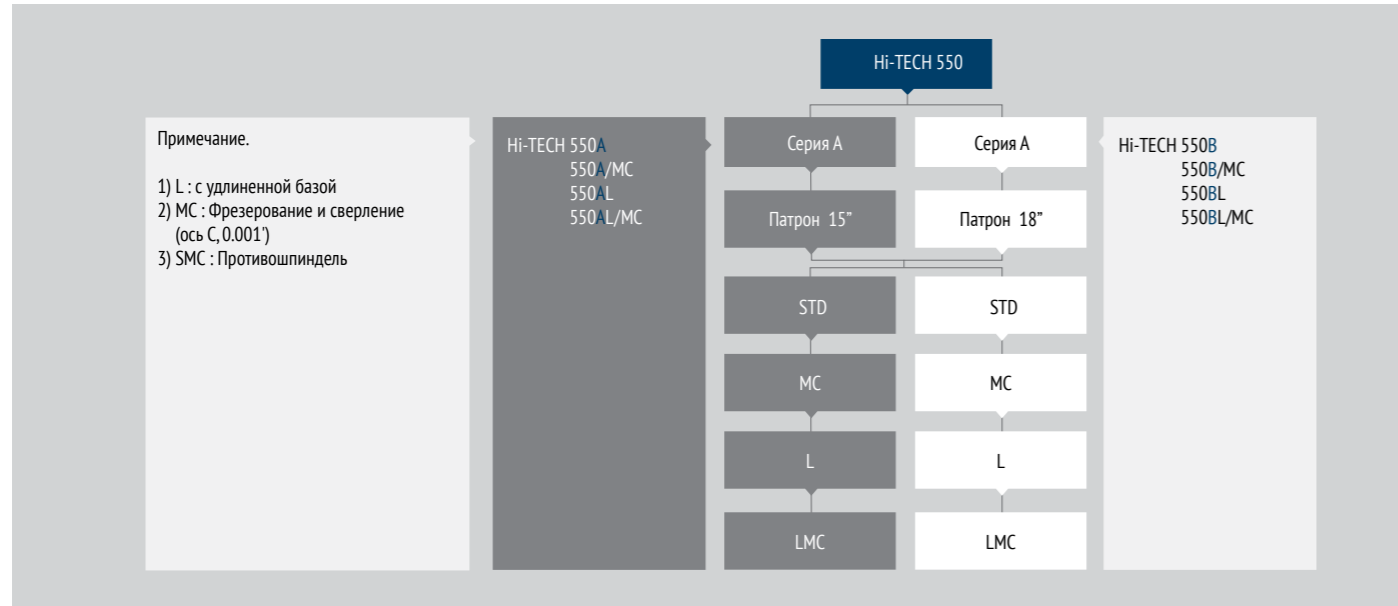 Hi-TECH 550
Примечание.
1) L : с удлиненной базой
2) MC : Фрезерование и сверление
(ось C, 0.001')
3) SMC : Противошпиндель
Hi-TECH 550A
550A/MC
550AL
550AL/MC
Серия A
Патрон 15”
STD
MC
L
LMC
Серия A
Патрон 18”
STD
MC
L
LMC
Hi-TECH 550B
550B/MC
550BL
550BL/MC